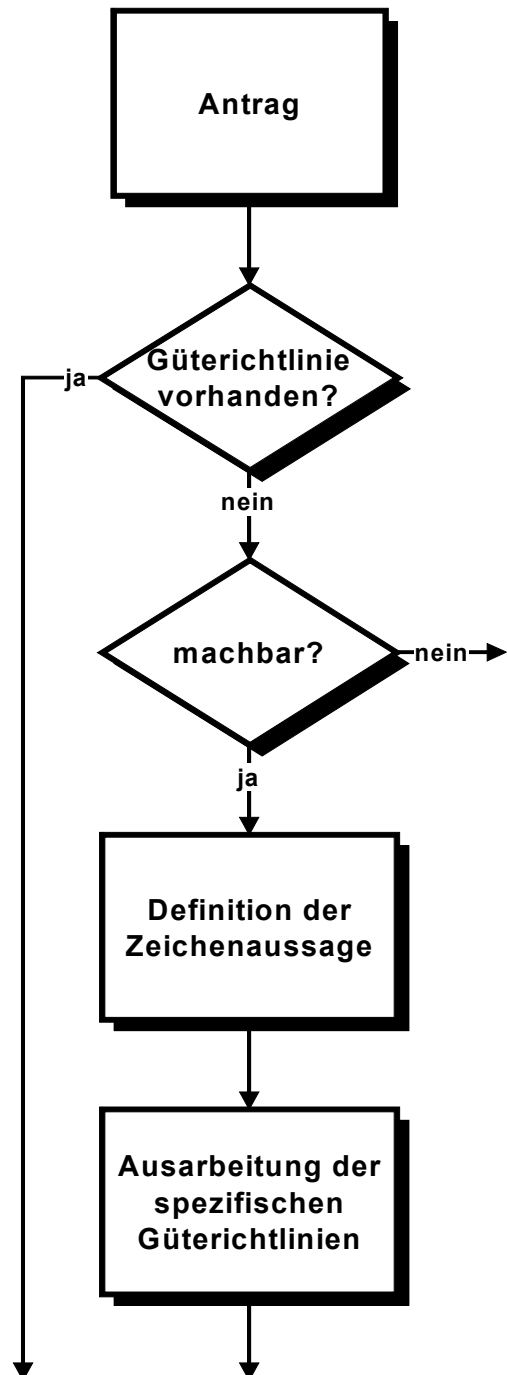 Antrag
Güterichtlinie
vorhanden?
ja
nein
machbar?
nein
ja
Definition der
Zeichenaussage
Ausarbeitung der
spezifischen
Güterichtlinien